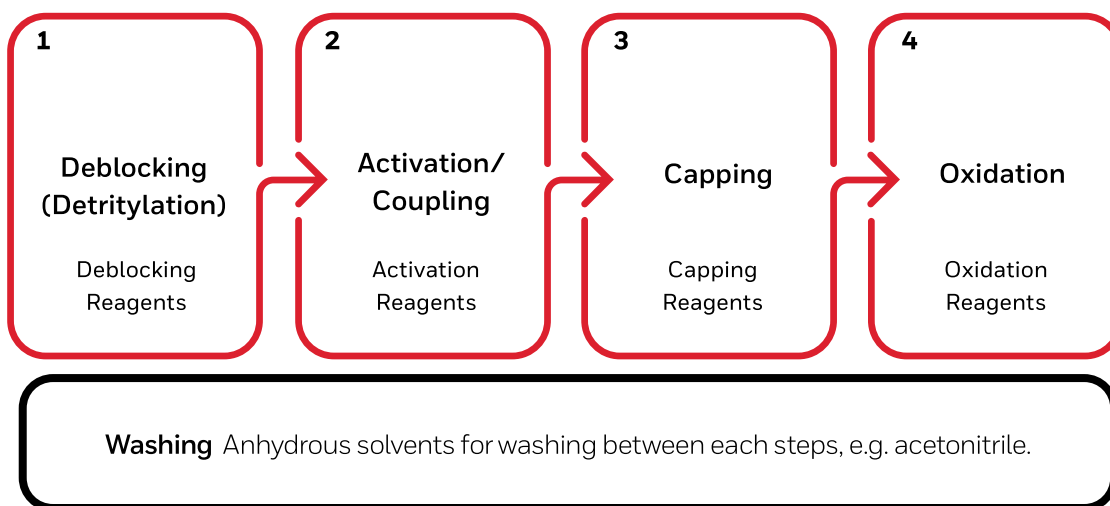 1
Deblocking
(Detritylation)
Deblocking
Reagents
2
Activation/
Coupling
Activation
Reagents
3
Capping
Capping
Reagents
4
Oxidation
Oxidation
Reagents
Washing Anhydrous solvents for washing between each steps, e.g. acetonitrile.